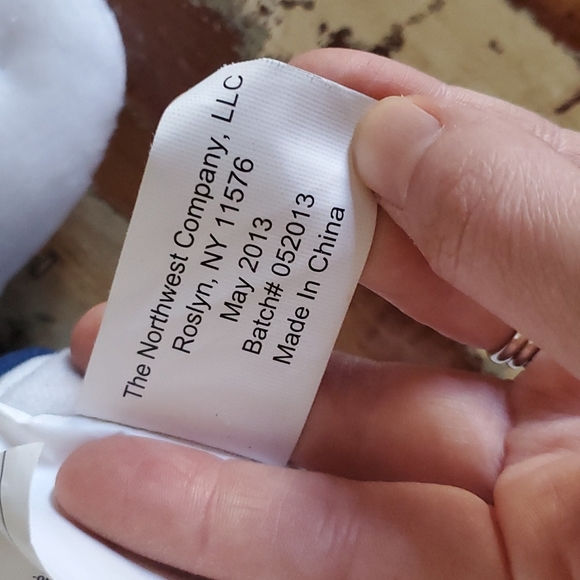 The Northwest Company, LLC
Roslyn, NY 11576
May 2013
Batch# 052013
Made In China